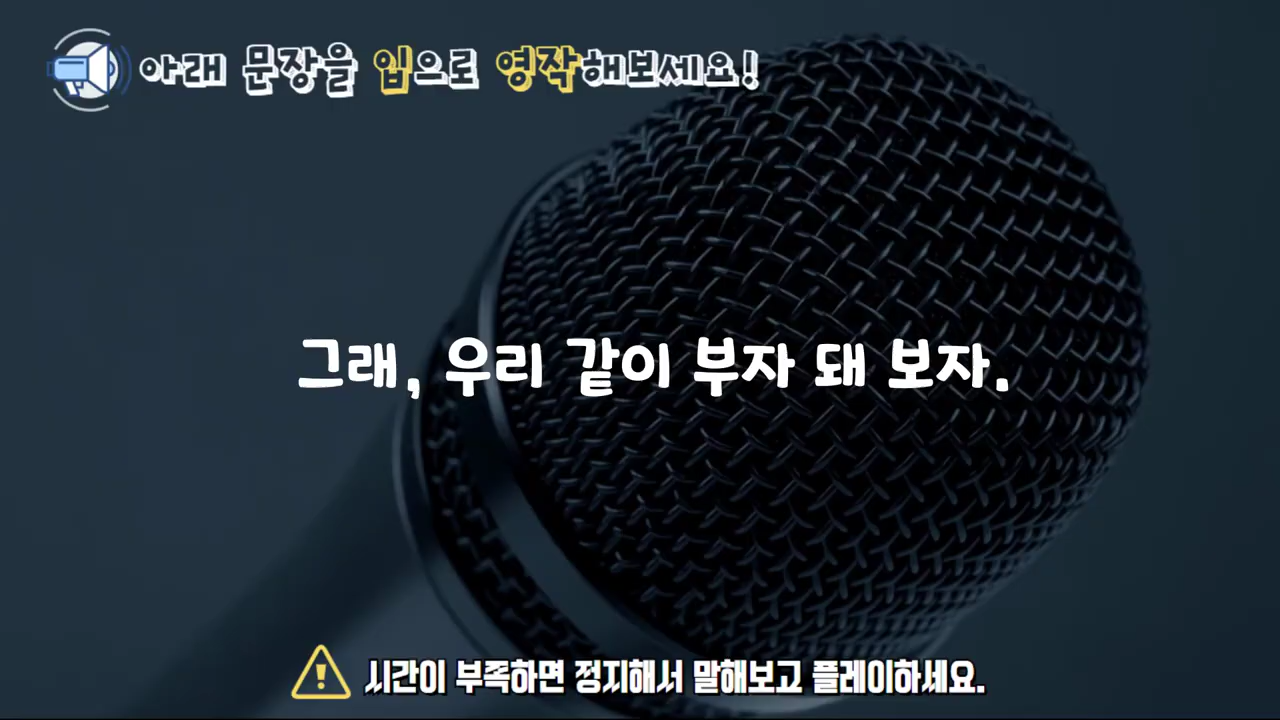 아래 문장을 입으로 영작해보세요!
그래, 우리 같이 부자 돼 보자.
시간이 부족하면 정지해서 말해보고 플레이하세요.